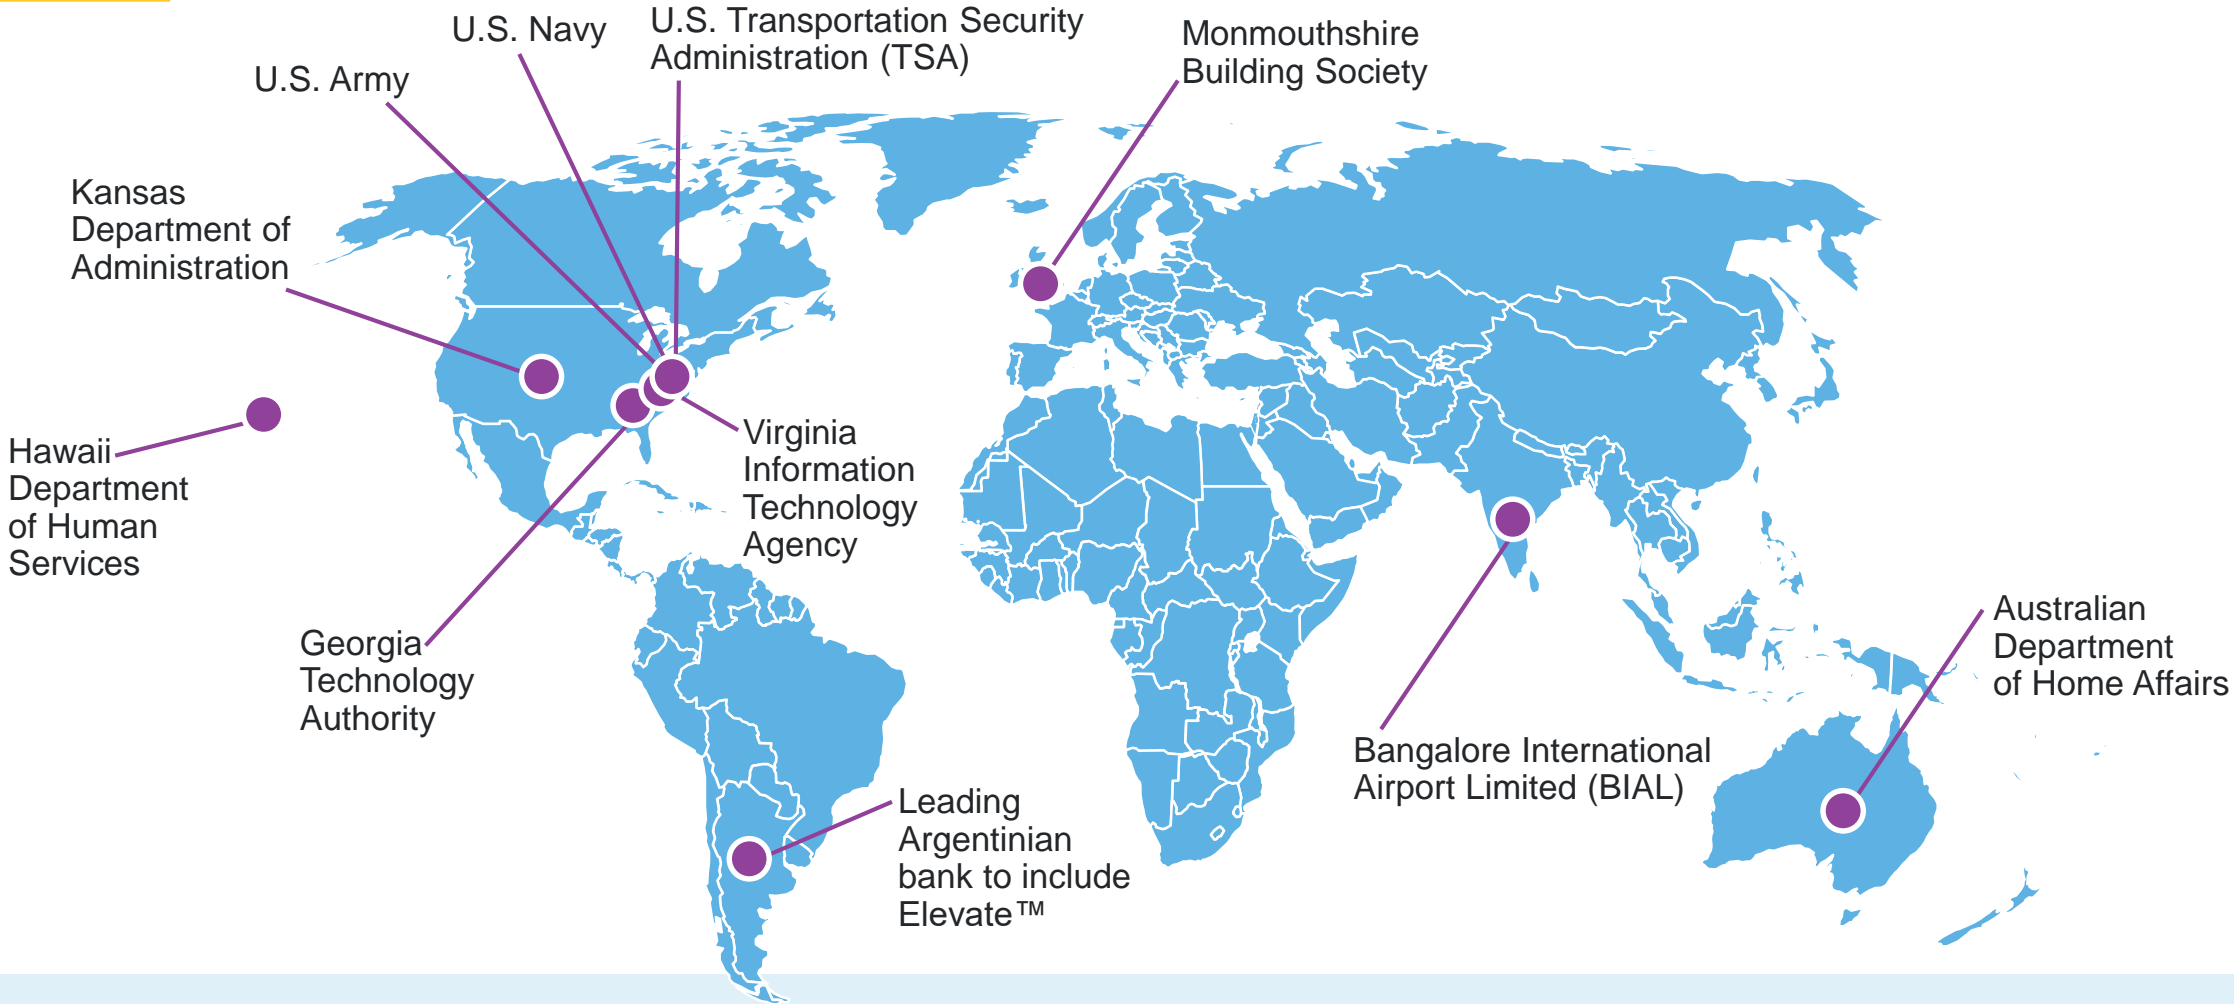 U.S. Navy
U.S. Transportation Security
Administration (TSA)
Monmouthshire
Building Society
U.S. Army
Kansas
Department of
Administration
Hawaii
Department
of Human
Services
Virginia
Information
Technology
Agency
Georgia
Technology
Authority
Leading
Argentinian
bank to include
Elevate™
Bangalore International
Airport Limited (BIAL)
Australian
Department
of Home Affairs